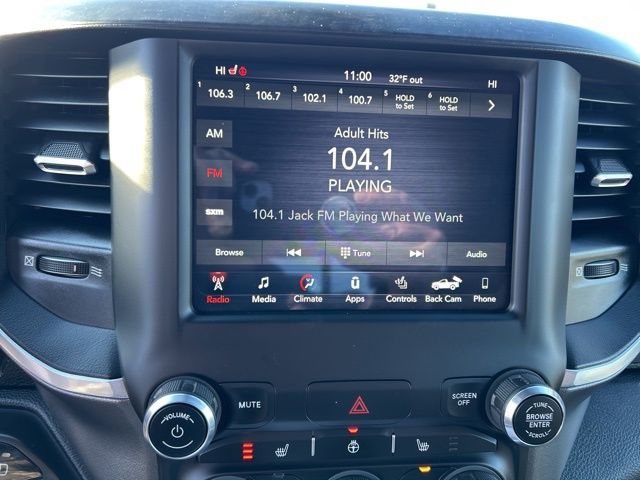 HI 11:00 32°F out HI
1 106.3 2 106.7 3 102.1 4 100.7 5 HOLD to Set 6 HOLD to Set
AM
Adult Hits
104.1
FM
PLAYING
sxm
104.1 Jack FM Playing What We Want
Browse Tune Audio
Radio Media Climate Apps Controls Back Cam Phone
VOLUME
MUTE
SCREEN OFF
TUNE
BROWSE
ENTER
SCROLL